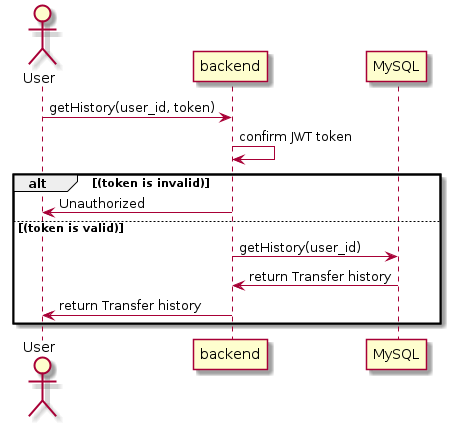 User
backend
MySQL
getHistory(user_id, token)
confirm JWT token
alt [(token is invalid)]
Unauthorized
[(token is valid)]
getHistory(user_id)
return Transfer history
return Transfer history
User
backend
MySQL